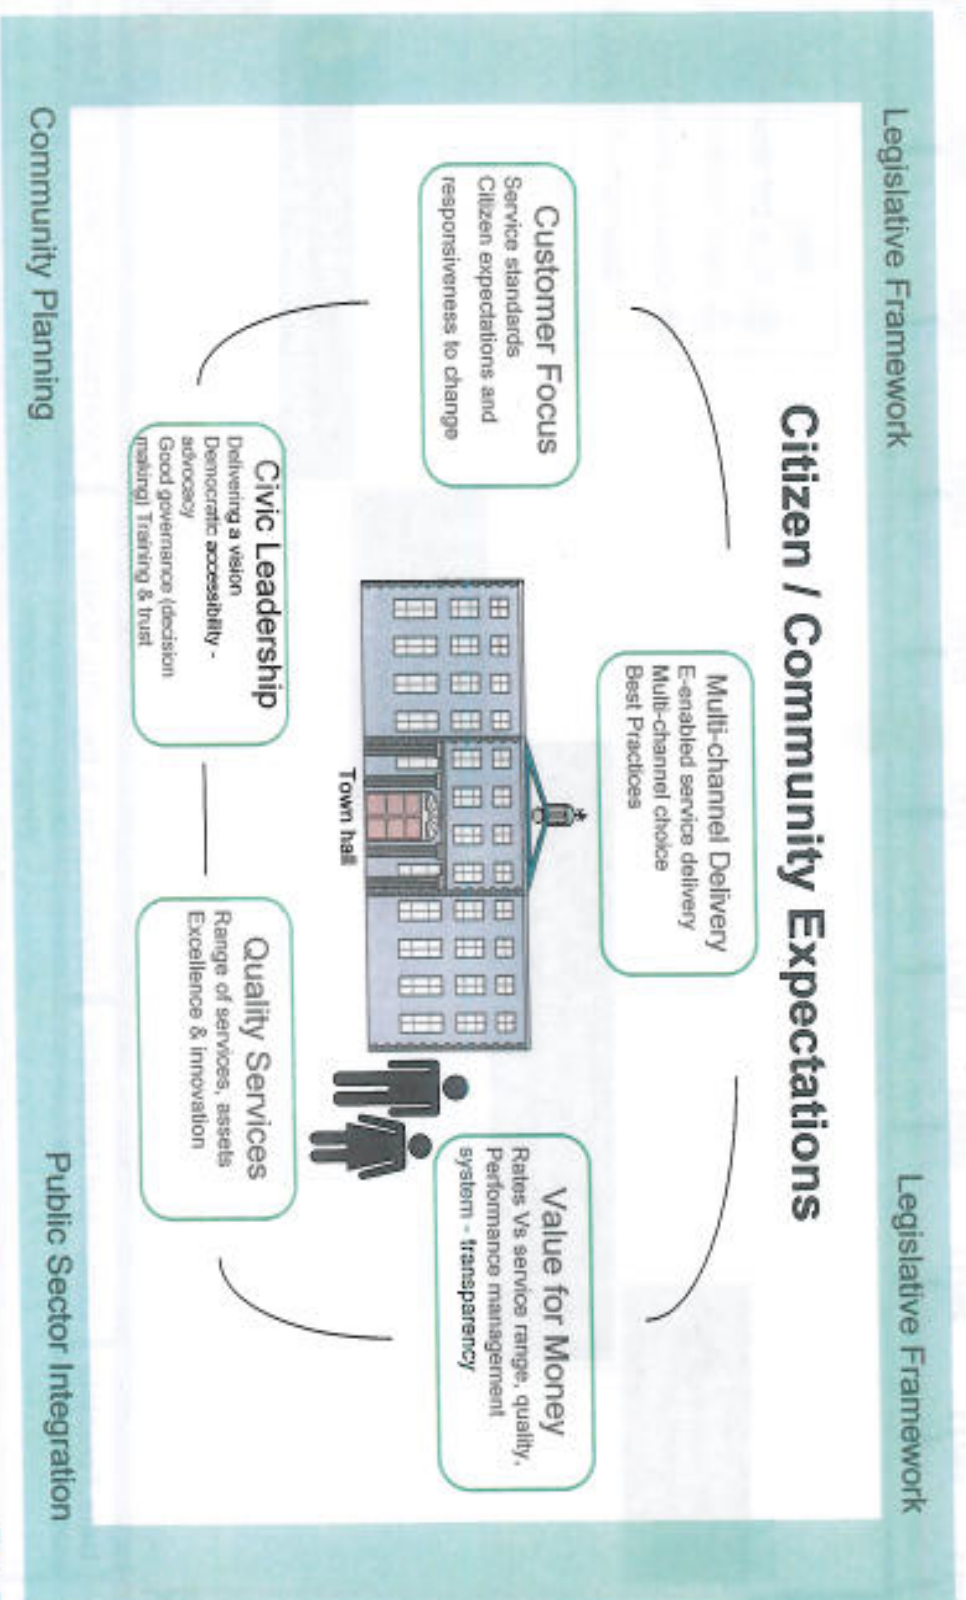 Legislative Framework
Legislative Framework
Citizen / Community Expectations
Multi-channel Delivery
E-enabled service delivery
Multi-channel choice
Best Practices
Customer Focus
Service standards
Citizen expectations and
responsiveness to change
Value for Money
Rates Vs service range, quality,
Performance management
system - transparency
Town hall
Civic Leadership
Delivering a vision
Democratic accessibility -
advocacy
Good governance (decision
making) Training & trust
Quality Services
Range of services, assets
Excellence & innovation
Community Planning
Public Sector Integration